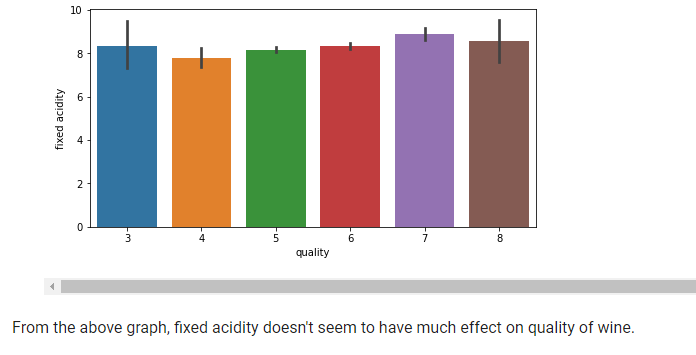 10
8
6
4
2
0
fixed acidity
3 4 5 6 7 8
quality
From the above graph, fixed acidity doesn't seem to have much effect on quality of wine.